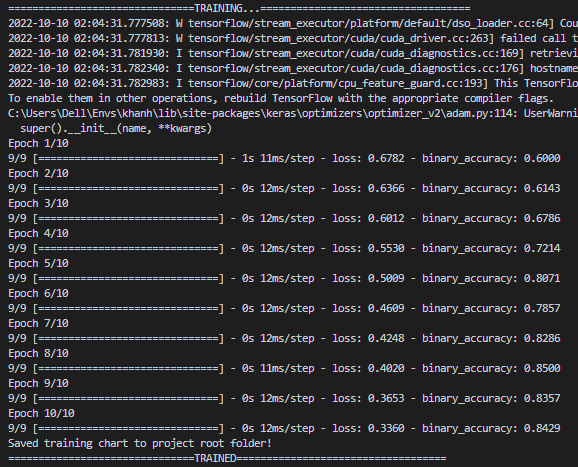 ===============================TRAINING...===================================
2022-10-10 02:04:31.777508: W tensorflow/stream_executor/platform/default/dso_loader.cc:64] Cou
2022-10-10 02:04:31.777813: W tensorflow/stream_executor/cuda/cuda_driver.cc:263] failed call t
2022-10-10 02:04:31.781930: I tensorflow/stream_executor/cuda/cuda_diagnostics.cc:169] retrievi
2022-10-10 02:04:31.782340: I tensorflow/stream_executor/cuda/cuda_diagnostics.cc:176] hostname
2022-10-10 02:04:31.782983: I tensorflow/core/platform/cpu_feature_guard.cc:193] This TensorFlo
To enable them in other operations, rebuild TensorFlow with the appropriate compiler flags.
C:\Users\Dell\Envs\khanh\lib\site-packages\keras\optimizers\optimizer_v2\adam.py:114: UserWarni
  super().__init__(name, **kwargs)
Epoch 1/10
9/9 [==============================] - 1s 11ms/step - loss: 0.6782 - binary_accuracy: 0.6000
Epoch 2/10
9/9 [==============================] - 0s 12ms/step - loss: 0.6366 - binary_accuracy: 0.6143
Epoch 3/10
9/9 [==============================] - 0s 12ms/step - loss: 0.6012 - binary_accuracy: 0.6786
Epoch 4/10
9/9 [==============================] - 0s 12ms/step - loss: 0.5530 - binary_accuracy: 0.7214
Epoch 5/10
9/9 [==============================] - 0s 12ms/step - loss: 0.5009 - binary_accuracy: 0.8071
Epoch 6/10
9/9 [==============================] - 0s 12ms/step - loss: 0.4609 - binary_accuracy: 0.7857
Epoch 7/10
9/9 [==============================] - 0s 12ms/step - loss: 0.4248 - binary_accuracy: 0.8286
Epoch 8/10
9/9 [==============================] - 0s 11ms/step - loss: 0.4020 - binary_accuracy: 0.8500
Epoch 9/10
9/9 [==============================] - 0s 12ms/step - loss: 0.3653 - binary_accuracy: 0.8357
Epoch 10/10
9/9 [==============================] - 0s 12ms/step - loss: 0.3360 - binary_accuracy: 0.8429
Saved training chart to project root folder!
===============================TRAINED===================================